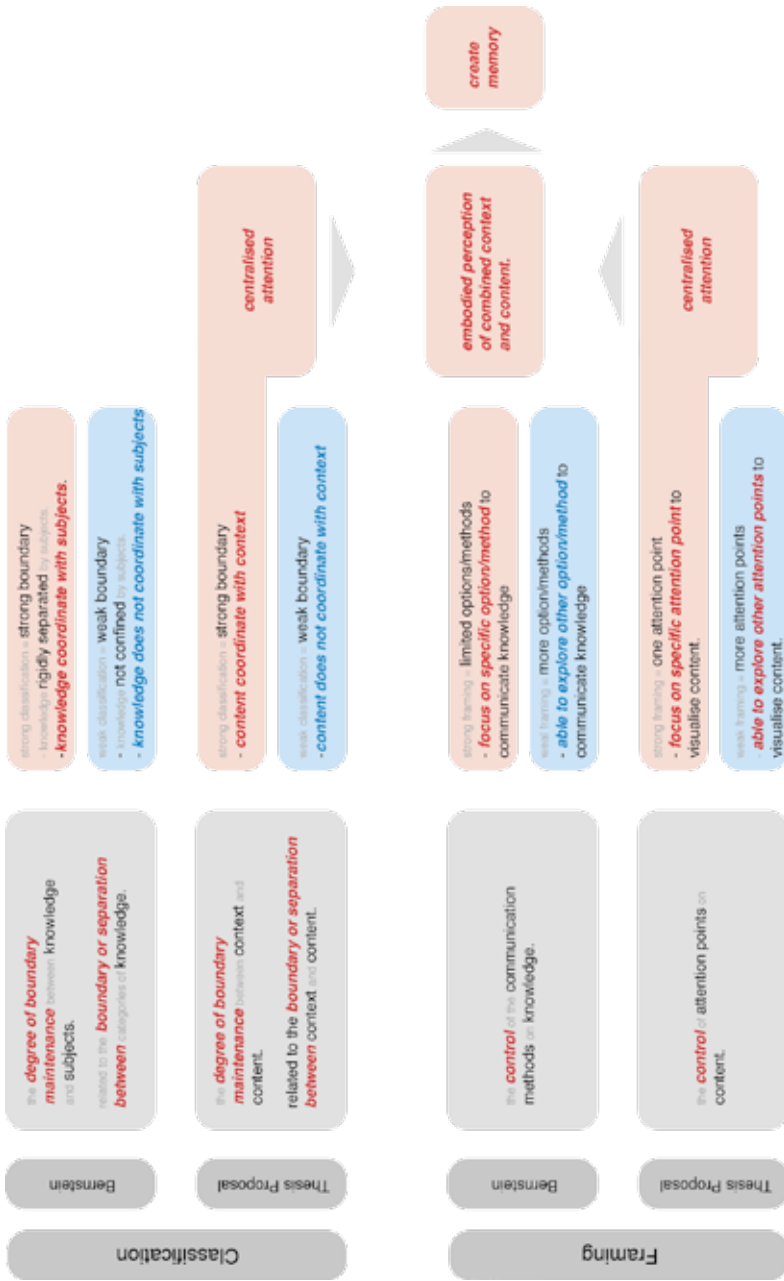 Classification
Bernstein
the degree of boundary
maintenance between knowledge
and subjects.
related to the boundary or separation
between categories of knowledge.
strong classification = strong boundary
- knowledge rigidly separated by subjects.
-knowledge coordinate with subjects.
weak classification = weak boundary
- knowledge not confined by subjects.
- knowledge does not coordinate with subjects
Thesis Proposal
the degree of boundary
maintenance between context and
content.
related to the boundary or separation
between context and content.
strong classification = strong boundary
- content coordinate with context
weak classification = weak boundary
-content does not coordinate with context
centralised
attention
Framing
Bernstein
the control of the communication
methods on knowledge.
strong framing = limited options/methods
- focus on specific option/method to
communicate knowledge
weak framing = more option/methods
- able to explore other option/method to
communicate knowledge
embodied perception
of combined context
and content.
create
memory
Thesis Proposal
the control of attention points on
content.
strong framing = one attention point
- focus on specific attention point to
visualise content.
weak framing = more attention points
- able to explore other attention points to
visualise content.
centralised
attention